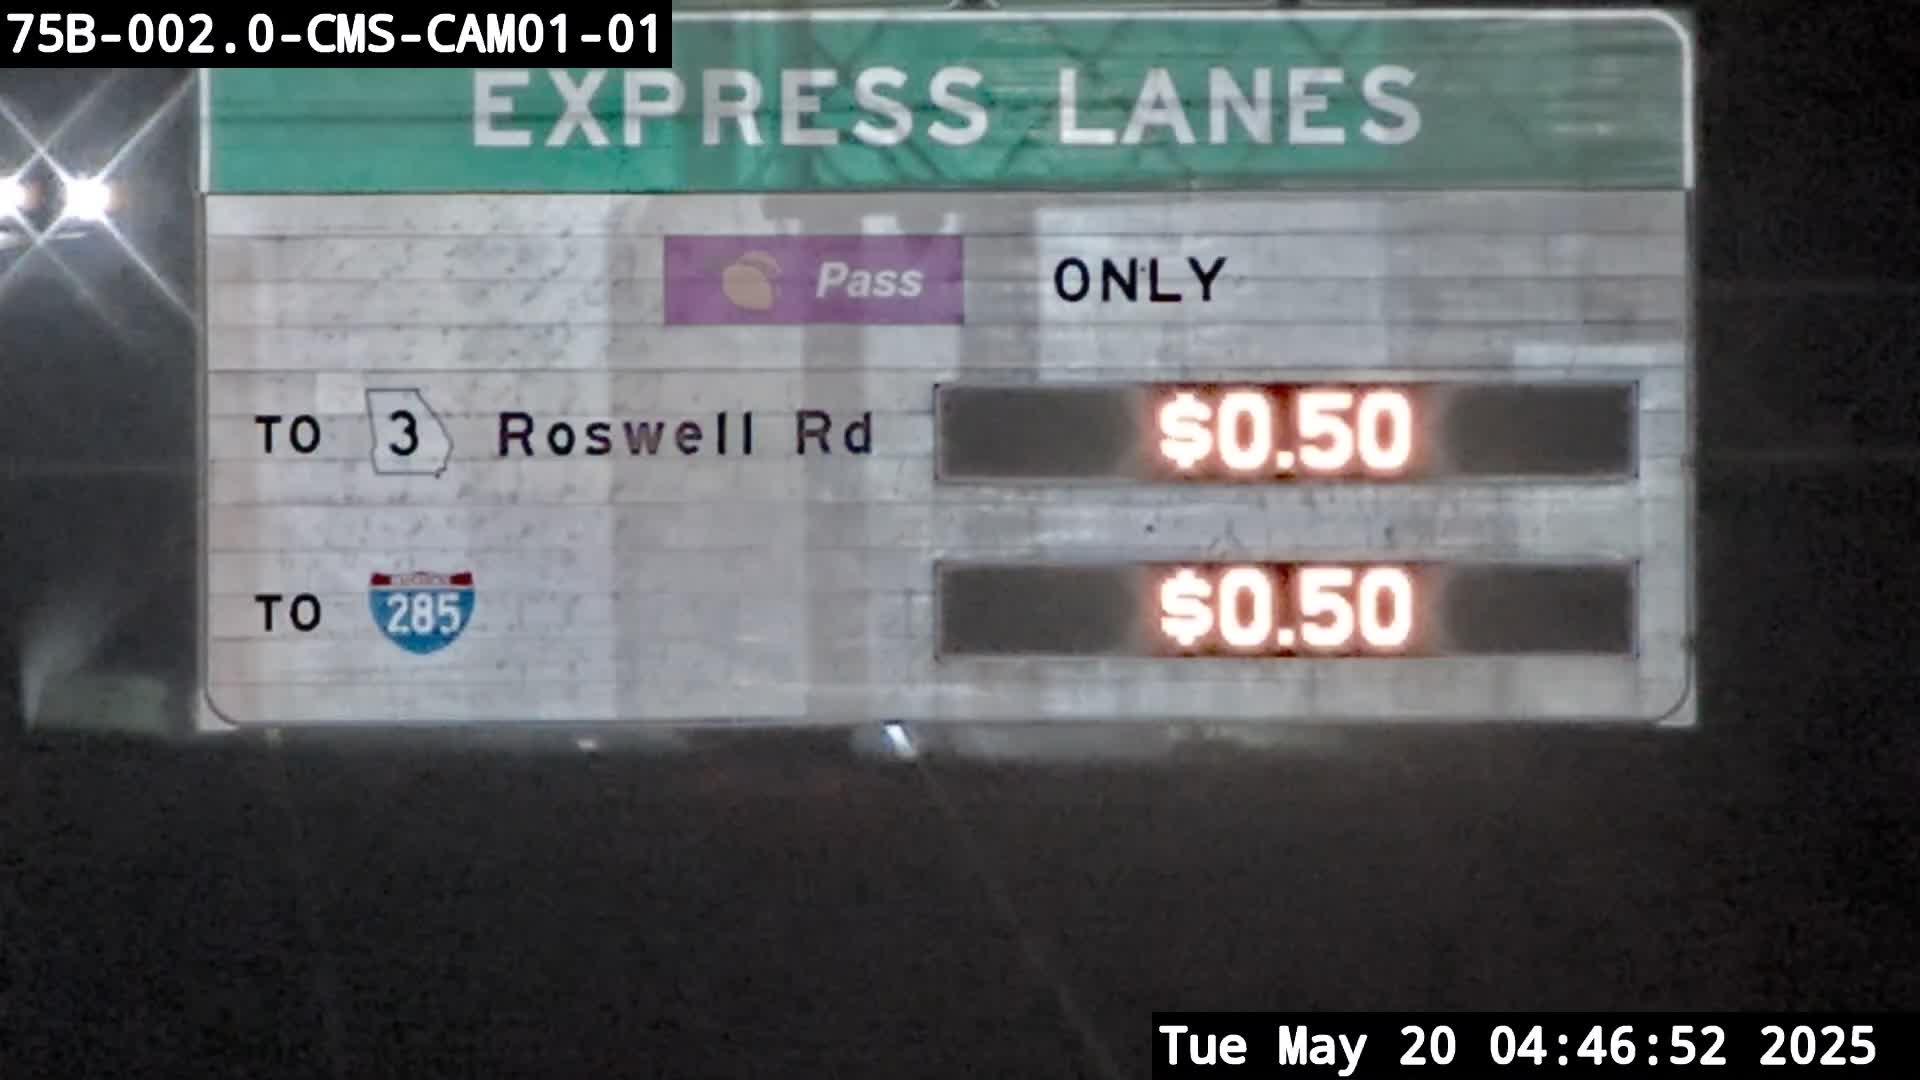 75B-002.0-CMS-CAM01-01
EXPRESS LANES
Pass ONLY
TO 3 Roswell Rd $0.50
TO 285 $0.50
Tue May 20 04:46:52 2025